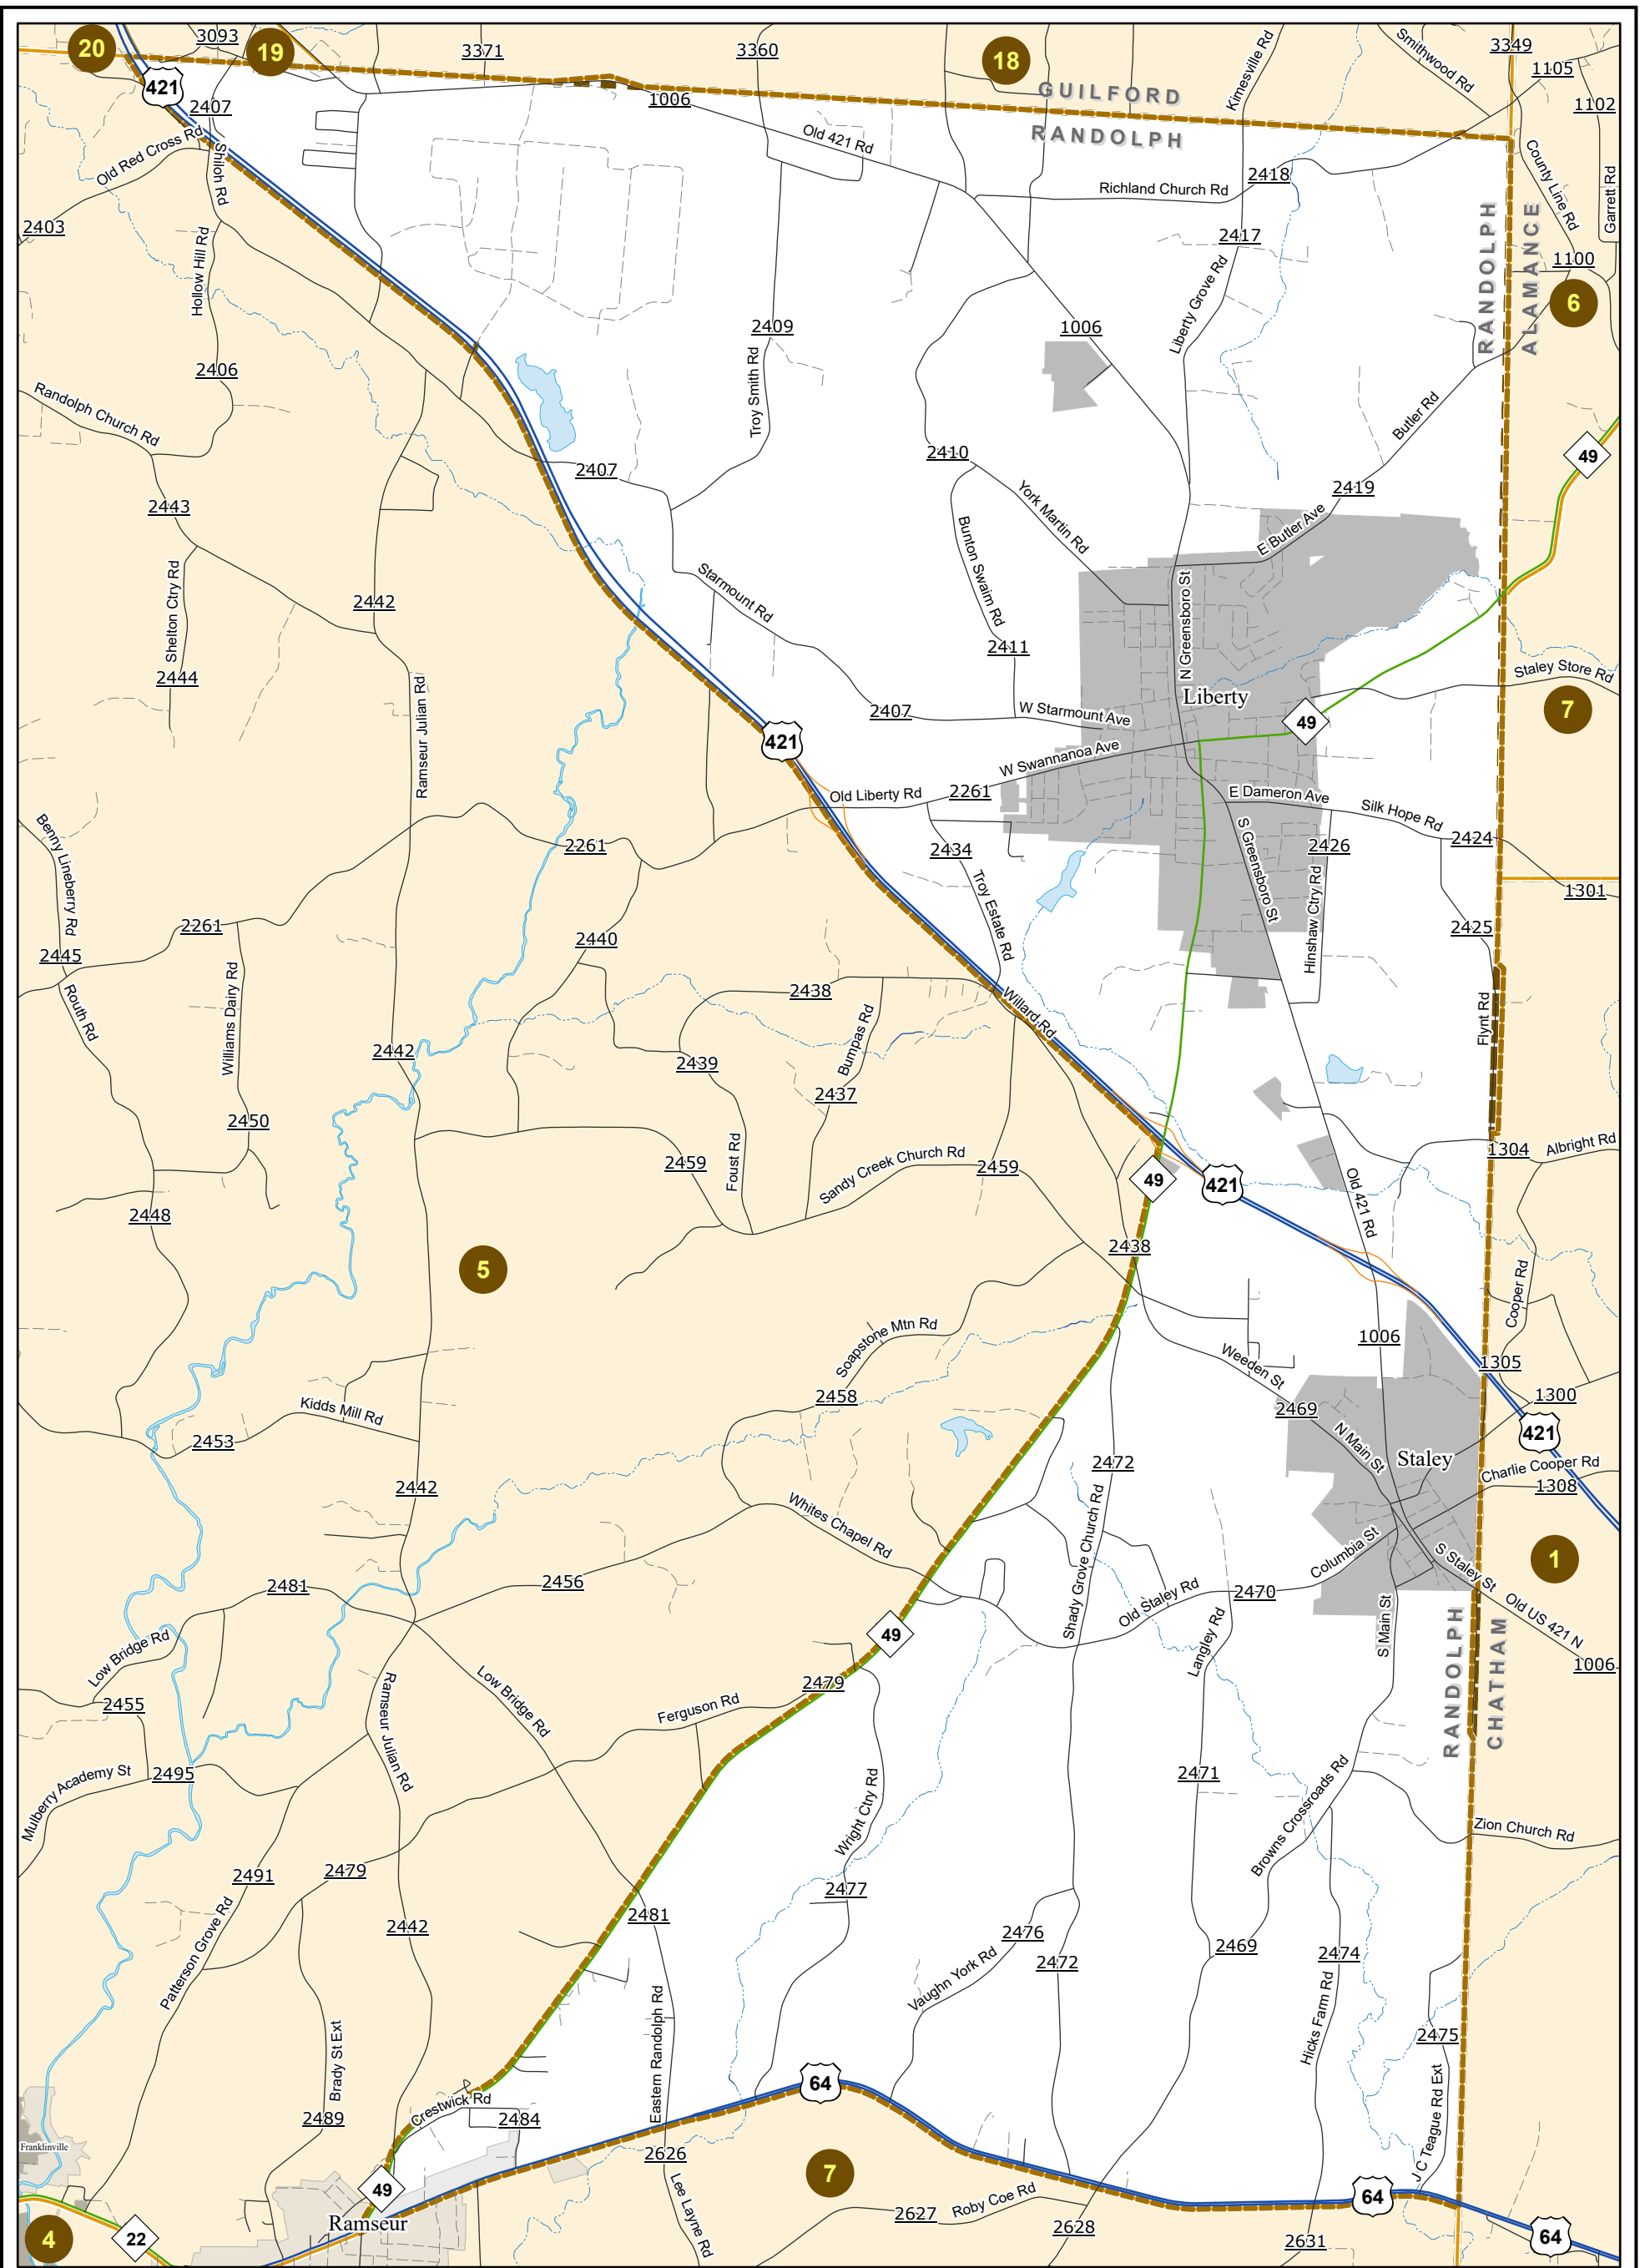 20
3093
19
3371
3360
18
Kimesville Rd
Smithwood Rd
3349
1105
1102
421
2407
1006
GUILFORD
RANDOLPH
Old Red Cross Rd
Shiloh Rd
Old 421 Rd
County Line Rd
Garrett Rd
2403
Hollow Hill Rd
Richland Church Rd
2418
2417
RANDOLPH
ALAMANCE
1100
6
2406
2409
1006
Liberty Grove Rd
Troy Smith Rd
Randolph Church Rd
Butler Rd
49
2407
2410
2443
2419
York Martin Rd
Bunton Swaim Rd
E Butler Ave
Shelton Ctry Rd
2442
Starmount Rd
N Greensboro St
2411
2444
Ramseur Julian Rd
Liberty
Staley Store Rd
7
2407
W Starmount Ave
49
421
W Swannanoa Ave
Old Liberty Rd
2261
E Dameron Ave
Silk Hope Rd
2424
Benny Lineberry Rd
2261
2434
S Greensboro St
2426
1301
Troy Estate Rd
Hinshaw Ctry Rd
2261
2440
2425
2445
Routh Rd
Williams Dairy Rd
2438
Willard Rd
Flynt Rd
2442
2439
Bumpas Rd
2437
2450
Foust Rd
2459
Sandy Creek Church Rd
2459
1304
Albright Rd
49
421
Old 421 Rd
2448
2438
5
Cooper Rd
Soapstone Mtn Rd
1006
Weeden St
1305
2458
2469
1300
Kidds Mill Rd
2453
N Main St
421
Staley
2472
Charlie Cooper Rd
1308
2442
Whites Chapel Rd
Shady Grove Church Rd
Columbia St
S Staley St
1
2481
2456
Old Staley Rd
2470
Old US 421 N
Low Bridge Rd
49
Langley Rd
S Main St
RANDOLPH
CHATHAM
1006
2455
Ramseur Julian Rd
Low Bridge Rd
Ferguson Rd
2479
Mulberry Academy St
2495
2471
Wright Ctry Rd
Browns Crossroads Rd
Zion Church Rd
2491
2479
2477
2442
2481
2476
2469
2474
Patterson Grove Rd
Vaughn York Rd
2472
Eastern Randolph Rd
Hicks Farm Rd
2475
Brady St Ext
64
Crestwick Rd
2489
2484
J C Teague Rd Ext
Franklinville
2626
7
49
Lee Layne Rd
Roby Coe Rd
64
2627
Ramseur
2628
4
22
2631
64